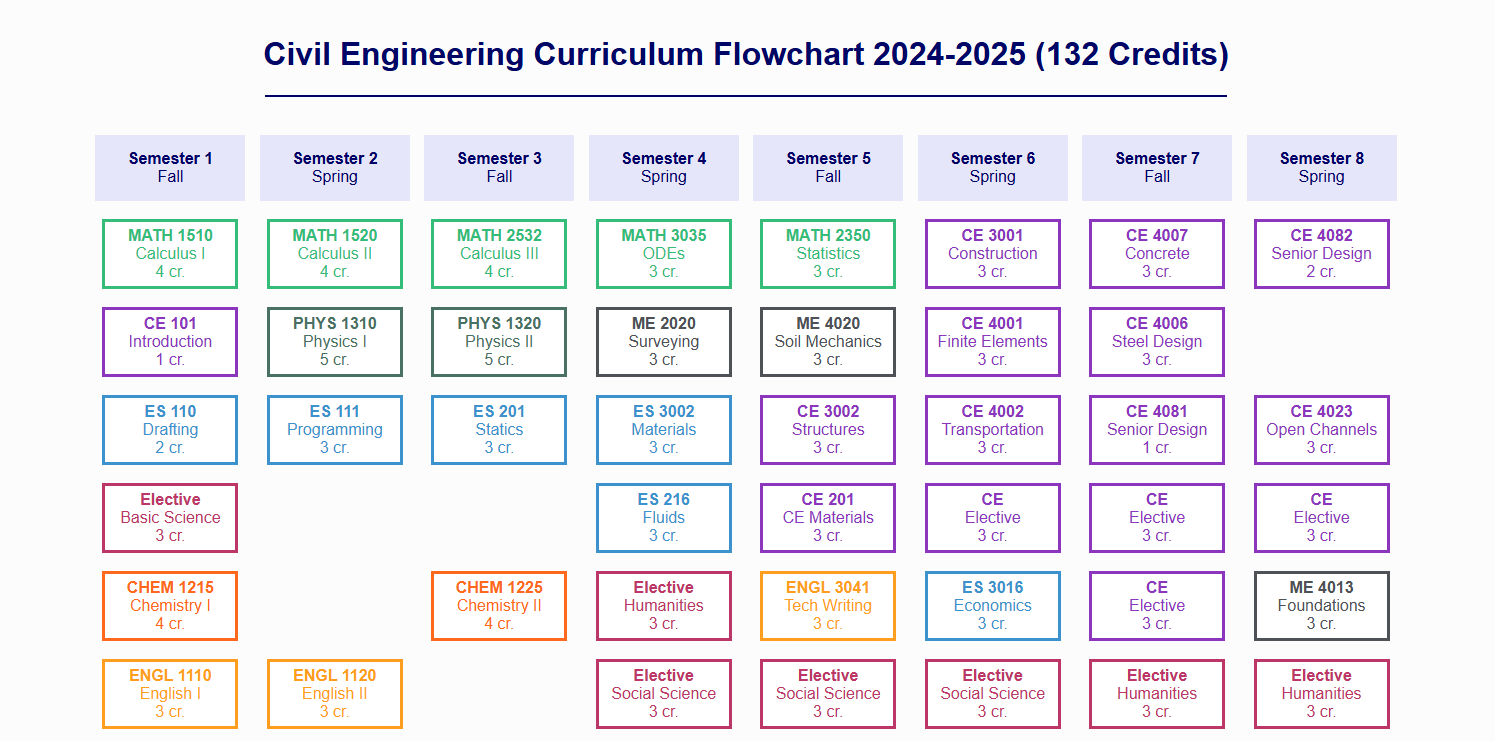 Civil Engineering Curriculum Flowchart 2024-2025 (132 Credits)
Semester 1
Fall
Semester 2
Spring
Semester 3
Fall
Semester 4
Spring
Semester 5
Fall
Semester 6
Spring
Semester 7
Fall
Semester 8
Spring
MATH 1510
Calculus I
4 cr.
MATH 1520
Calculus II
4 cr.
MATH 2532
Calculus III
4 cr.
MATH 3035
ODEs
3 cr.
MATH 2350
Statistics
3 cr.
CE 3001
Construction
3 cr.
CE 4007
Concrete
3 cr.
CE 4082
Senior Design
2 cr.
CE 101
Introduction
1 cr.
PHYS 1310
Physics I
5 cr.
PHYS 1320
Physics II
5 cr.
ME 2020
Surveying
3 cr.
ME 4020
Soil Mechanics
3 cr.
CE 4001
Finite Elements
3 cr.
CE 4006
Steel Design
3 cr.
ES 110
Drafting
2 cr.
ES 111
Programming
3 cr.
ES 201
Statics
3 cr.
ES 3002
Materials
3 cr.
CE 3002
Structures
3 cr.
CE 4002
Transportation
3 cr.
CE 4081
Senior Design
1 cr.
CE 4023
Open Channels
3 cr.
Elective
Basic Science
3 cr.
ES 216
Fluids
3 cr.
CE 201
CE Materials
3 cr.
CE
Elective
3 cr.
CE
Elective
3 cr.
CE
Elective
3 cr.
CHEM 1215
Chemistry I
4 cr.
CHEM 1225
Chemistry II
4 cr.
Elective
Humanities
3 cr.
ENGL 3041
Tech Writing
3 cr.
ES 3016
Economics
3 cr.
CE
Elective
3 cr.
ME 4013
Foundations
3 cr.
ENGL 1110
English I
3 cr.
ENGL 1120
English II
3 cr.
Elective
Social Science
3 cr.
Elective
Social Science
3 cr.
Elective
Social Science
3 cr.
Elective
Humanities
3 cr.
Elective
Humanities
3 cr.